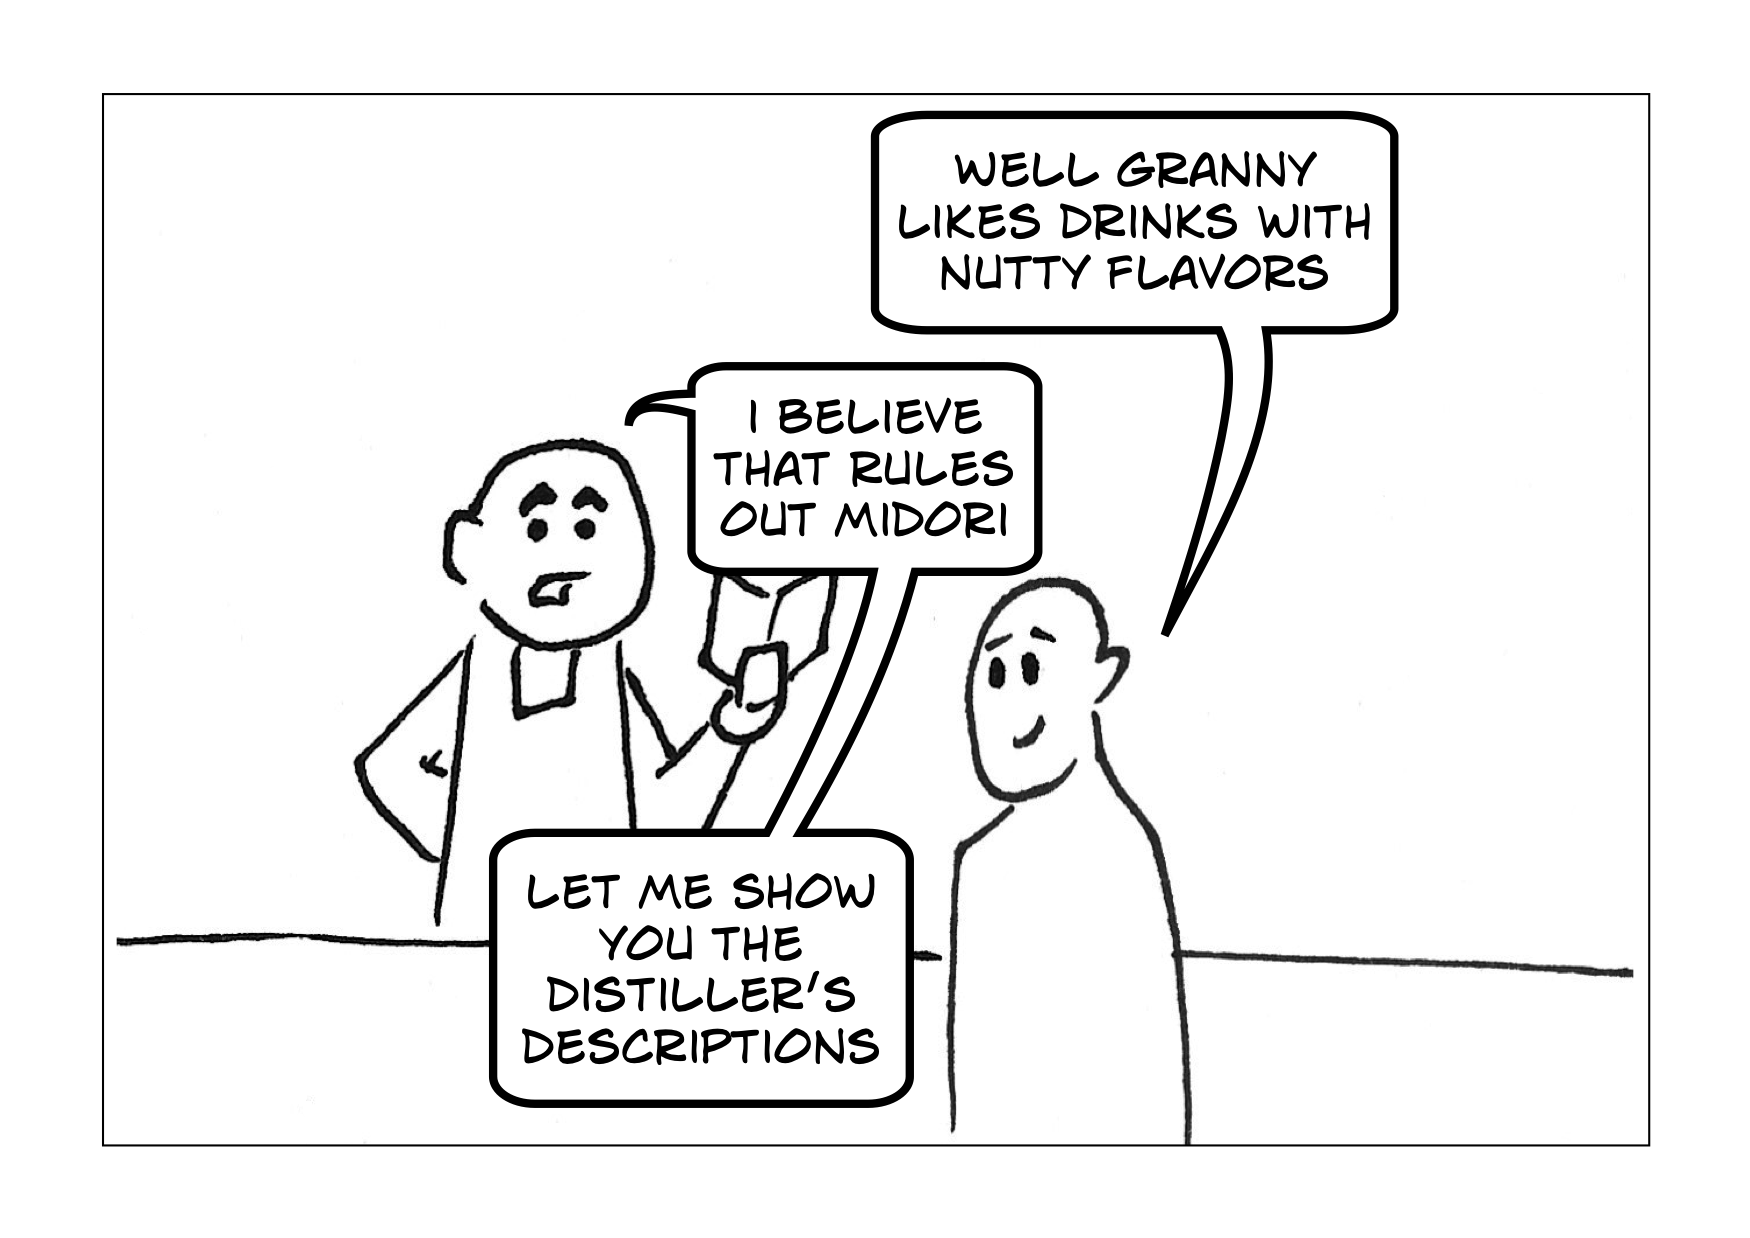 WELL GRANNY
LIKES DRINKS WITH
NUTTY FLAVORS
I BELIEVE
THAT RULES
OUT MIDORI
LET ME SHOW
YOU THE
DISTILLER'S
DESCRIPTIONS